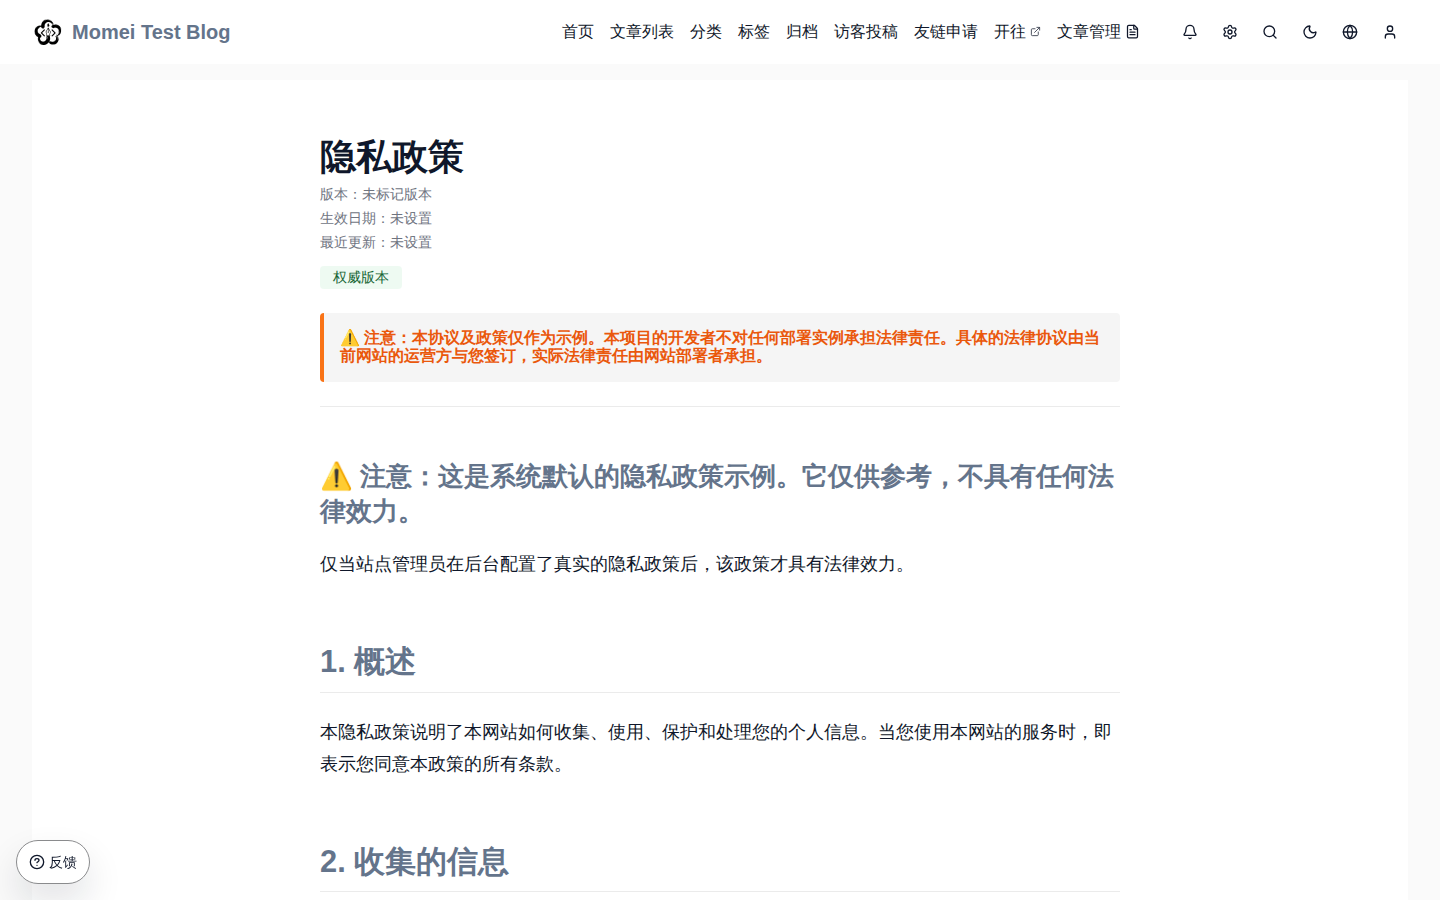 Momei Test Blog
首页 文章列表 分类 标签 归档 访客投稿 友链申请 开往 文章管理
隐私政策
版本：未标记版本
生效日期：未设置
最近更新：未设置
权威版本
⚠️ 注意：本协议及政策仅作为示例。本项目的开发者不对任何部署实例承担法律责任。具体的法律协议由当
前网站的运营方与您签订，实际法律责任由网站部署者承担。
⚠️ 注意：这是系统默认的隐私政策示例。它仅供参考，不具有任何法
律效力。
仅当站点管理员在后台配置了真实的隐私政策后，该政策才具有法律效力。
1. 概述
本隐私政策说明了本网站如何收集、使用、保护和处理您的个人信息。当您使用本网站的服务时，即
表示您同意本政策的所有条款。
2. 收集的信息
反馈